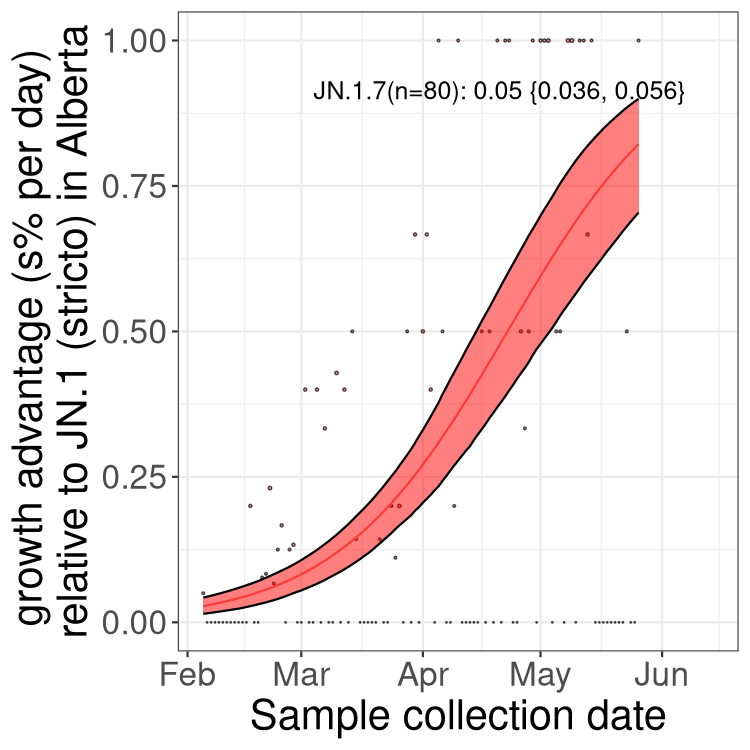 growth advantage (s% per day)
relative to JN.1 (stricto) in Alberta
1.00
0.75
0.50
0.25
0.00
JN.1.7(n=80): 0.05 {0.036, 0.056}
Feb Mar Apr May Jun
Sample collection date